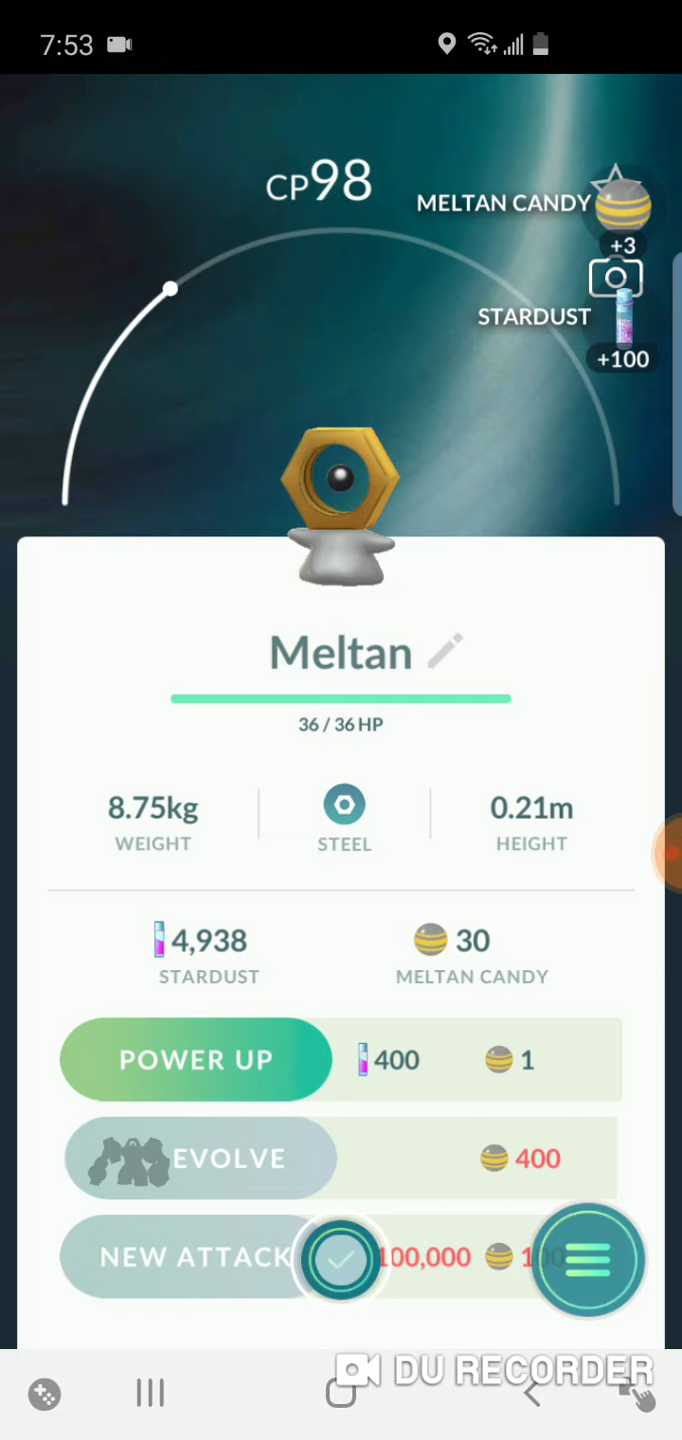 7:53
CP98
MELTAN CANDY
+3
STARDUST
+100
Meltan
36 / 36 HP
8.75kg
WEIGHT
STEEL
0.21m
HEIGHT
4,938
STARDUST
30
MELTAN CANDY
POWER UP 400 1
EVOLVE 400
NEW ATTACK 100,000 100
DU RECORDER